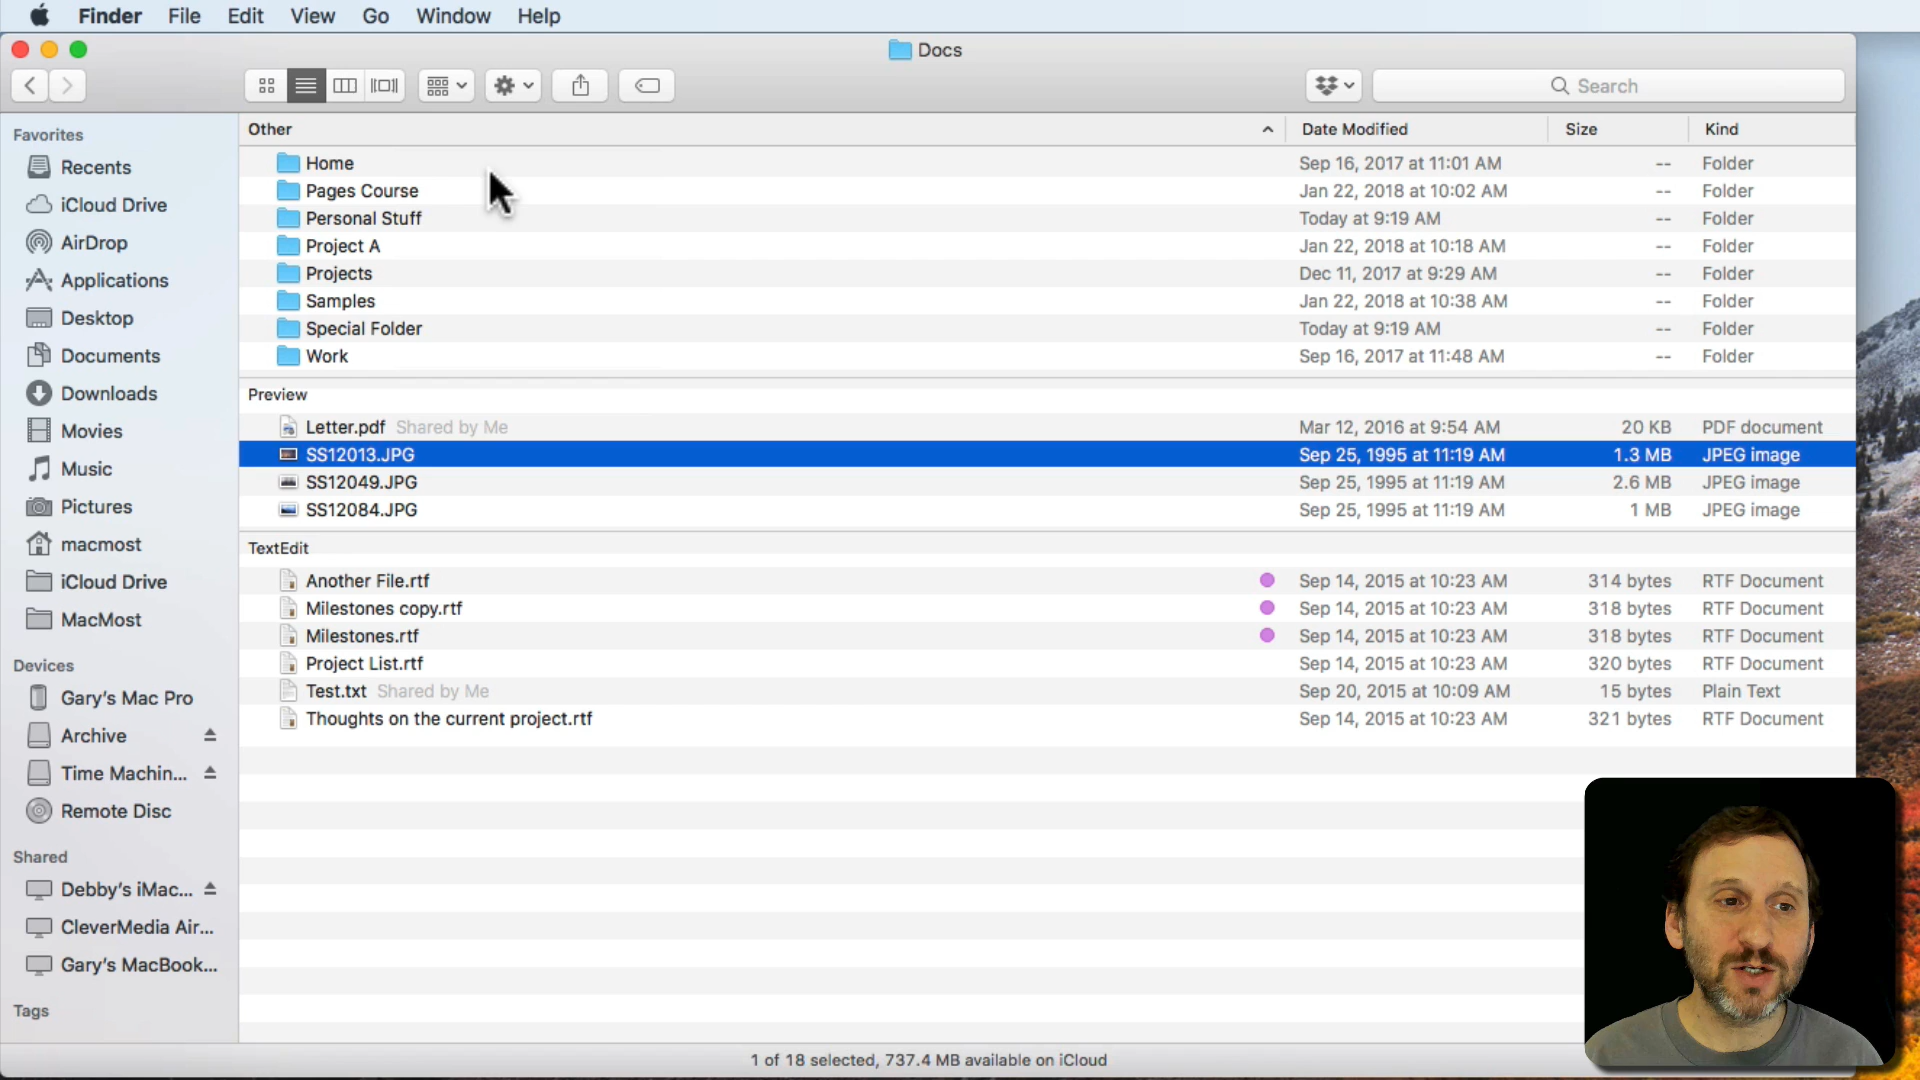 Finder File Edit View Go Window Help
Docs
Search
Favorites
Recents
iCloud Drive
AirDrop
Applications
Desktop
Documents
Downloads
Movies
Music
Pictures
macmost
iCloud Drive
MacMost
Devices
Gary's Mac Pro
Archive
Time Machin...
Remote Disc
Shared
Debby's iMac...
CleverMedia Air...
Gary's MacBook...
Tags
Other Date Modified Size Kind
Home Sep 16, 2017 at 11:01 AM -- Folder
Pages Course Jan 22, 2018 at 10:02 AM -- Folder
Personal Stuff Today at 9:19 AM -- Folder
Project A Jan 22, 2018 at 10:18 AM -- Folder
Projects Dec 11, 2017 at 9:29 AM -- Folder
Samples Jan 22, 2018 at 10:38 AM -- Folder
Special Folder Today at 9:19 AM -- Folder
Work Sep 16, 2017 at 11:48 AM -- Folder
Preview
Letter.pdf Shared by Me Mar 12, 2016 at 9:54 AM 20 KB PDF document
SS12013.JPG Sep 25, 1995 at 11:19 AM 1.3 MB JPEG image
SS12049.JPG Sep 25, 1995 at 11:19 AM 2.6 MB JPEG image
SS12084.JPG Sep 25, 1995 at 11:19 AM 1 MB JPEG image
TextEdit
Another File.rtf Sep 14, 2015 at 10:23 AM 314 bytes RTF Document
Milestones copy.rtf Sep 14, 2015 at 10:23 AM 318 bytes RTF Document
Milestones.rtf Sep 14, 2015 at 10:23 AM 318 bytes RTF Document
Project List.rtf Sep 14, 2015 at 10:23 AM 320 bytes RTF Document
Test.txt Shared by Me Sep 20, 2015 at 10:09 AM 15 bytes Plain Text
Thoughts on the current project.rtf Sep 14, 2015 at 10:23 AM 321 bytes RTF Document
1 of 18 selected, 737.4 MB available on iCloud